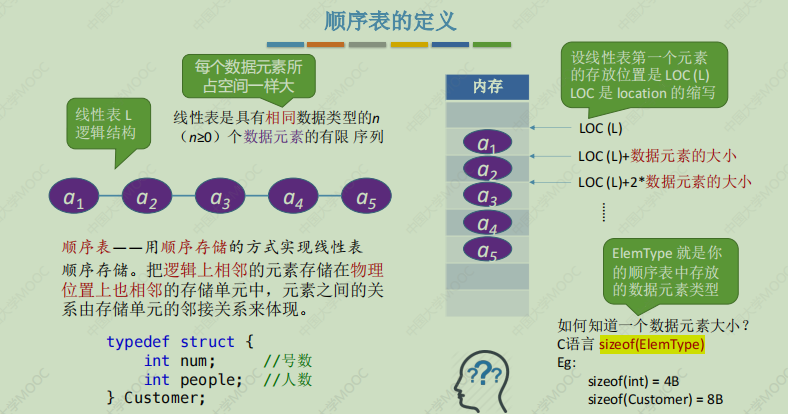 顺序表的定义
每个数据元素所
占空间一样大
线性表 L
逻辑结构
线性表是具有相同数据类型的n
（n≥0）个数据元素的有限 序列
a1 a2 a3 a4 a5
顺序表——用顺序存储的方式实现线性表
顺序存储。把逻辑上相邻的元素存储在物理
位置上也相邻的存储单元中，元素之间的关
系由存储单元的邻接关系来体现。
typedef struct {
int num; //号数
int people; //人数
} Customer;
内存
a1
a2
a3
a4
a5
设线性表第一个元素
的存放位置是 LOC (L)
LOC 是 location 的缩写
LOC (L)
LOC (L)+数据元素的大小
LOC (L)+2*数据元素的大小
ElemType 就是你
的顺序表中存放
的数据元素类型
如何知道一个数据元素大小？
C语言 sizeof(ElemType)
Eg:
sizeof(int) = 4B
sizeof(Customer) = 8B
???
中国大学MOOC